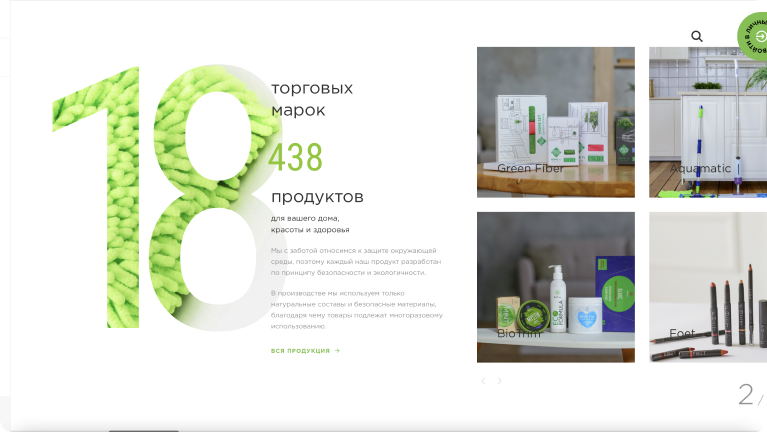 18
торговых
марок
438
продуктов
для вашего дома,
красоты и здоровья
Мы с заботой относимся к защите окружающей
среды, поэтому каждый наш продукт разработан
по принципу безопасности и экологичности.
В производстве мы используем только
натуральные составы и безопасные материалы,
благодаря чему товары подлежат многоразовому
использованию.
ВСЯ ПРОДУКЦИЯ →
Green Fiber
Aquamatic
BioTrim
ECO
FORMULA
Foet
2 /